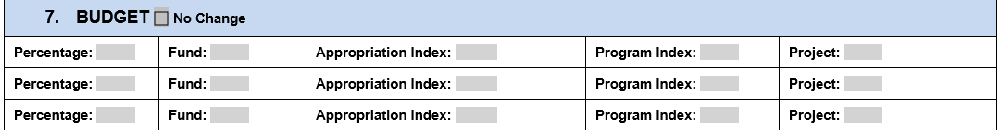 7. BUDGET ☐ No Change
Percentage: Fund: Appropriation Index: Program Index: Project:
Percentage: Fund: Appropriation Index: Program Index: Project:
Percentage: Fund: Appropriation Index: Program Index: Project: